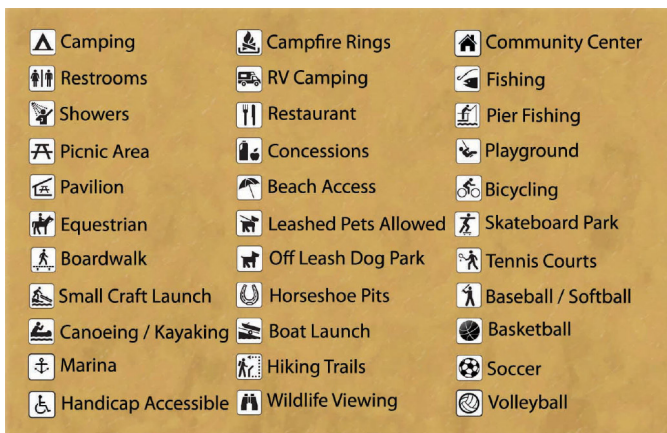 Camping
Restrooms
Showers
Picnic Area
Pavilion
Equestrian
Boardwalk
Small Craft Launch
Canoeing / Kayaking
Marina
Handicap Accessible
Campfire Rings
RV Camping
Restaurant
Concessions
Beach Access
Leashed Pets Allowed
Off Leash Dog Park
Horseshoe Pits
Boat Launch
Hiking Trails
Wildlife Viewing
Community Center
Fishing
Pier Fishing
Playground
Bicycling
Skateboard Park
Tennis Courts
Baseball / Softball
Basketball
Soccer
Volleyball